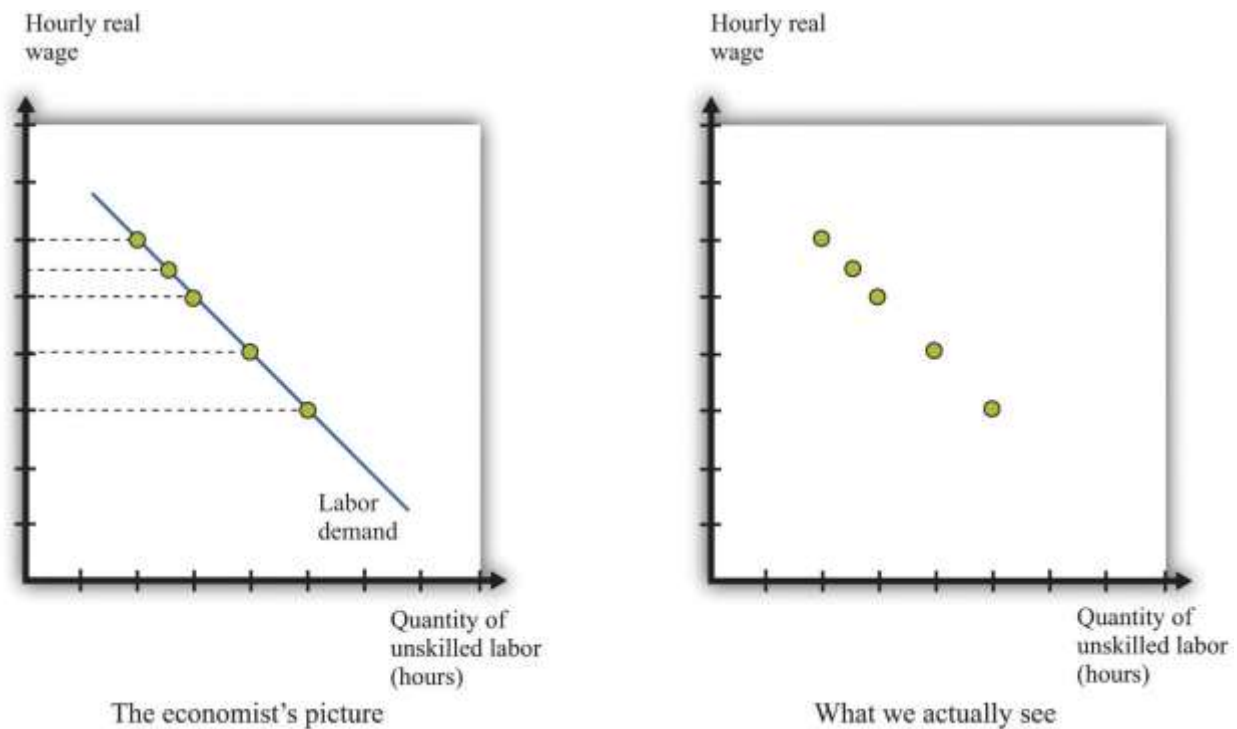 Hourly real
wage
Labor
demand
Quantity of
unskilled labor
(hours)
The economist's picture
Hourly real
wage
Quantity of
unskilled labor
(hours)
What we actually see